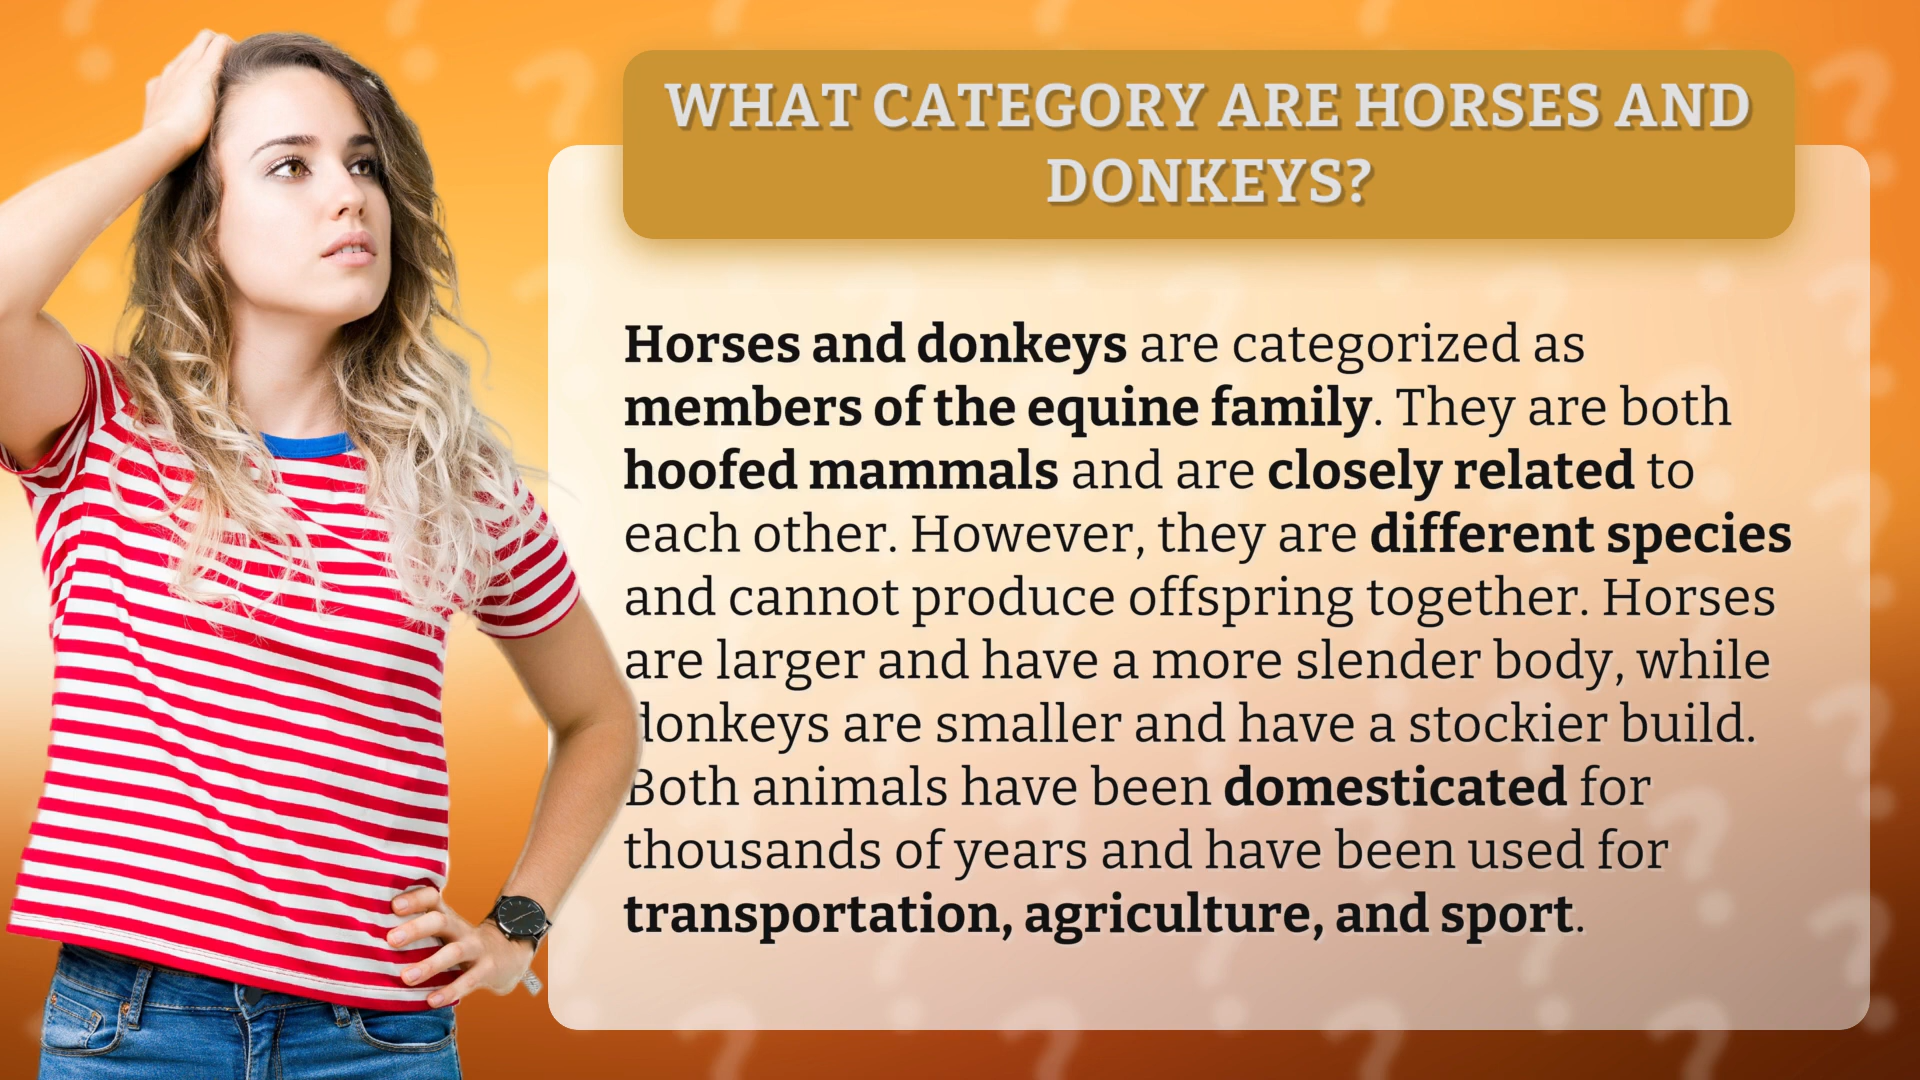 WHAT CATEGORY ARE HORSES AND
DONKEYS?
Horses and donkeys are categorized as
members of the equine family. They are both
hoofed mammals and are closely related to
each other. However, they are different species
and cannot produce offspring together. Horses
are larger and have a more slender body, while
donkeys are smaller and have a stockier build.
Both animals have been domesticated for
thousands of years and have been used for
transportation, agriculture, and sport.